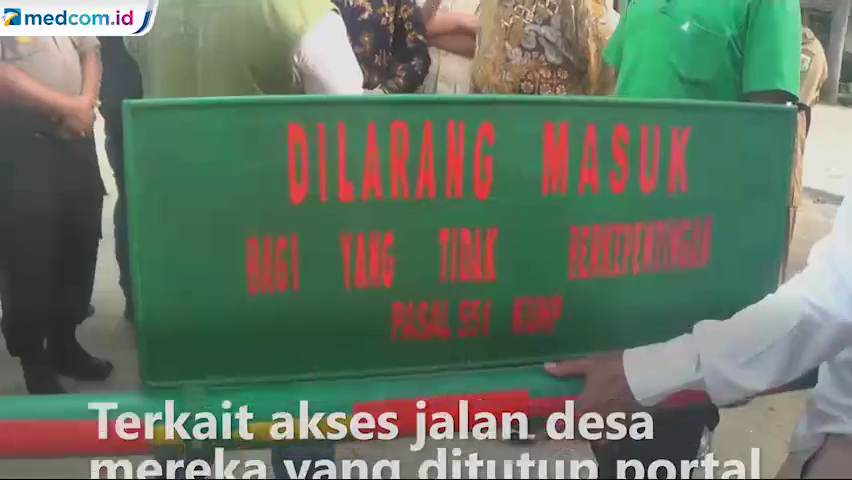 medcom.id
DILARANG MASUK
BAGI YANG TIDAK BERKEPENTINGAN
PASAL 551 KUHP
Terkait akses jalan desa
mereka yang ditutup portal